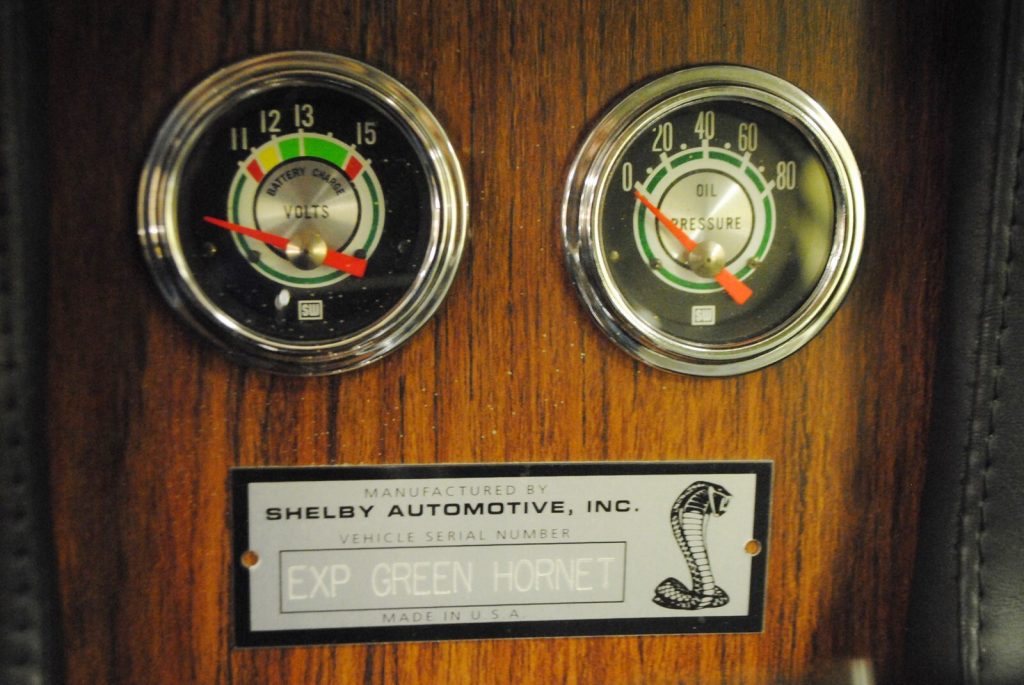 11 12 13 15
BATTERY CHARGE
VOLTS
SW
0 20 40 60 80
OIL
PRESSURE
SW
MANUFACTURED BY
SHELBY AUTOMOTIVE, INC.
VEHICLE SERIAL NUMBER
EXP GREEN HORNET
MADE IN U S A